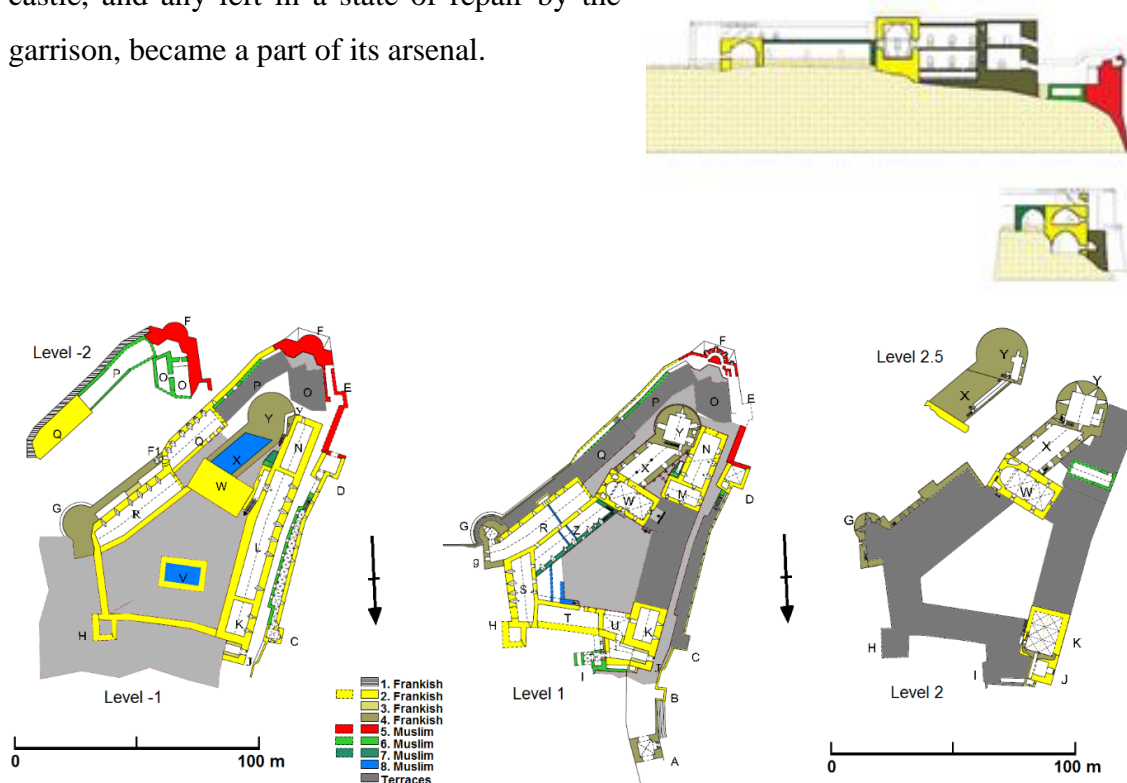 castle, and any left in a state of repair by the
garrison, became a part of its arsenal.
Level -2
F
P
O
O
Q
F
E
P
O
Y
Y
N
Q
F1
X
W
D
G
R
L
V
K
H
C
J
Level -1
0
100 m
1. Frankish
2. Frankish
3. Frankish
4. Frankish
5. Muslim
6. Muslim
7. Muslim
8. Muslim
Terraces
F
E
P
O
Y
Q
N
X
M
W
D
G
R
Z
g
S
H
T
U
K
I
J
C
B
A
Level 1
Level 2.5
Y
X
Y
X
W
G
H
K
I
J
Level 2
0
100 m